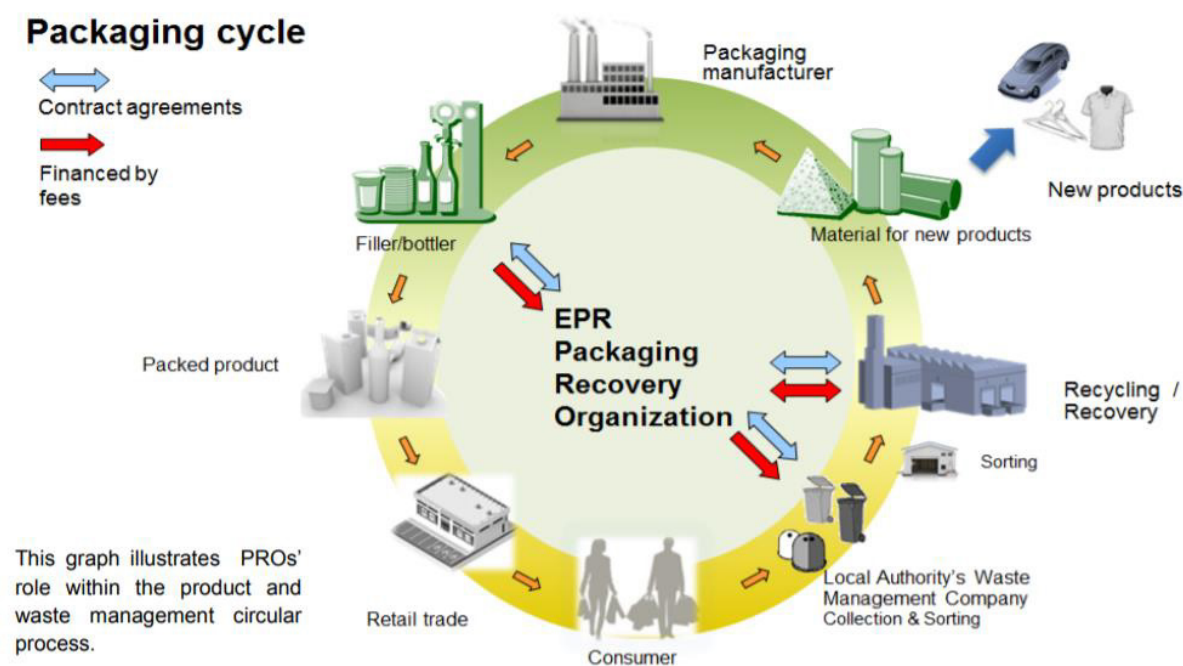 Packaging cycle
Contract agreements
Financed by
fees
Packaging
manufacturer
New products
Material for new products
Filler/bottler
EPR
Packaging
Recovery
Organization
Packed product
Recycling /
Recovery
Sorting
Local Authority's Waste
Management Company
Collection & Sorting
Retail trade
Consumer
This graph illustrates PROs'
role within the product and
waste management circular
process.